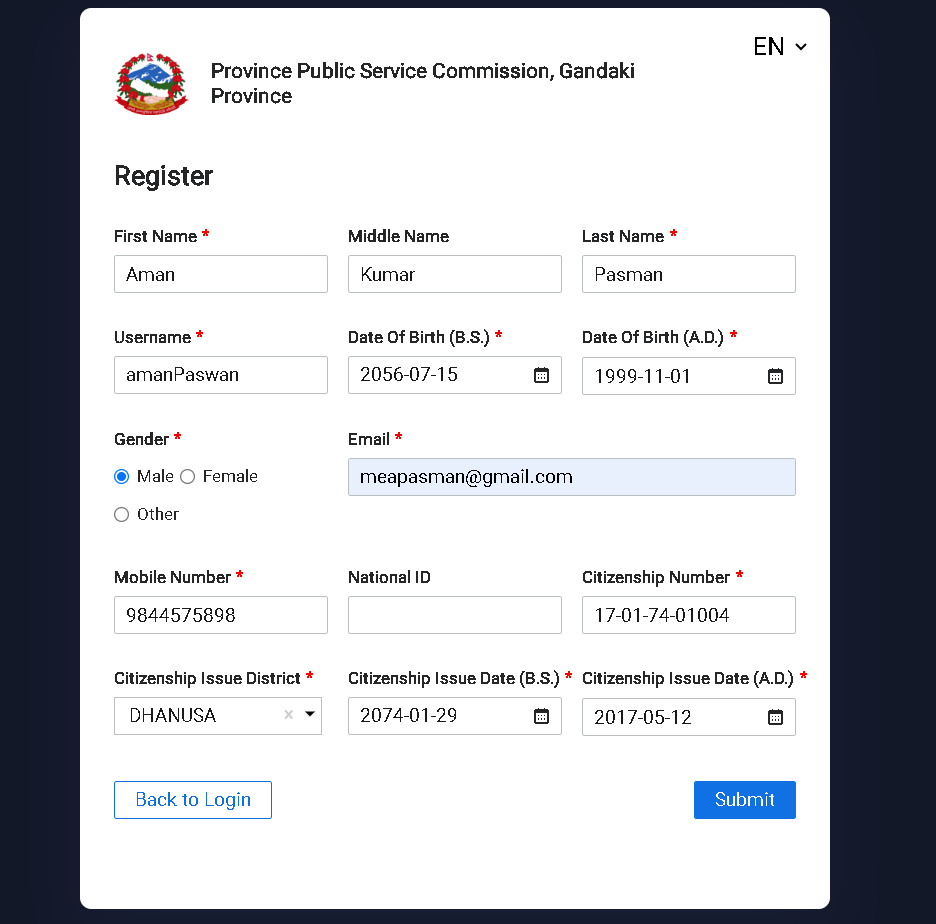 EN
Province Public Service Commission, Gandaki
Province
Register
First Name * Middle Name Last Name *
Aman Kumar Pasman
Username * Date Of Birth (B.S.) * Date Of Birth (A.D.) *
amanPaswan 2056-07-15 1999-11-01
Gender * Email *
Male Female meapasman@gmail.com
Other
Mobile Number * National ID Citizenship Number *
9844575898 17-01-74-01004
Citizenship Issue District * Citizenship Issue Date (B.S.) * Citizenship Issue Date (A.D.) *
DHANUSA × 2074-01-29 2017-05-12
Back to Login Submit